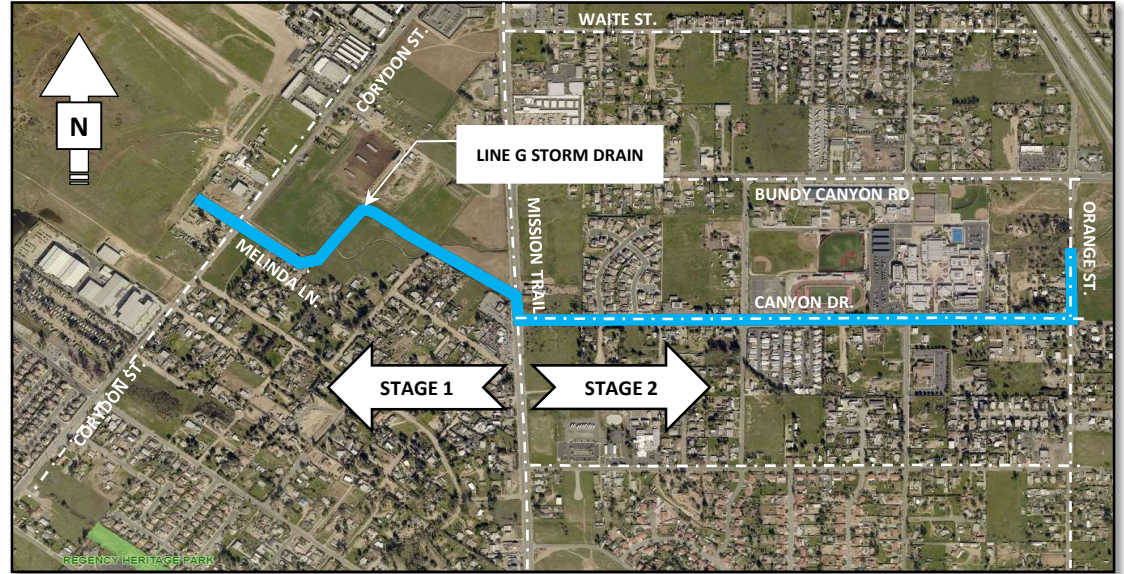 WAITE ST.
CORYDON ST.
N
LINE G STORM DRAIN
BUNDY CANYON RD.
MISSION TRAIL
ORANGE ST.
MELINDA LN.
CANYON DR.
STAGE 1
STAGE 2
CORYDON ST.
REGENCY HERITAGE PARK